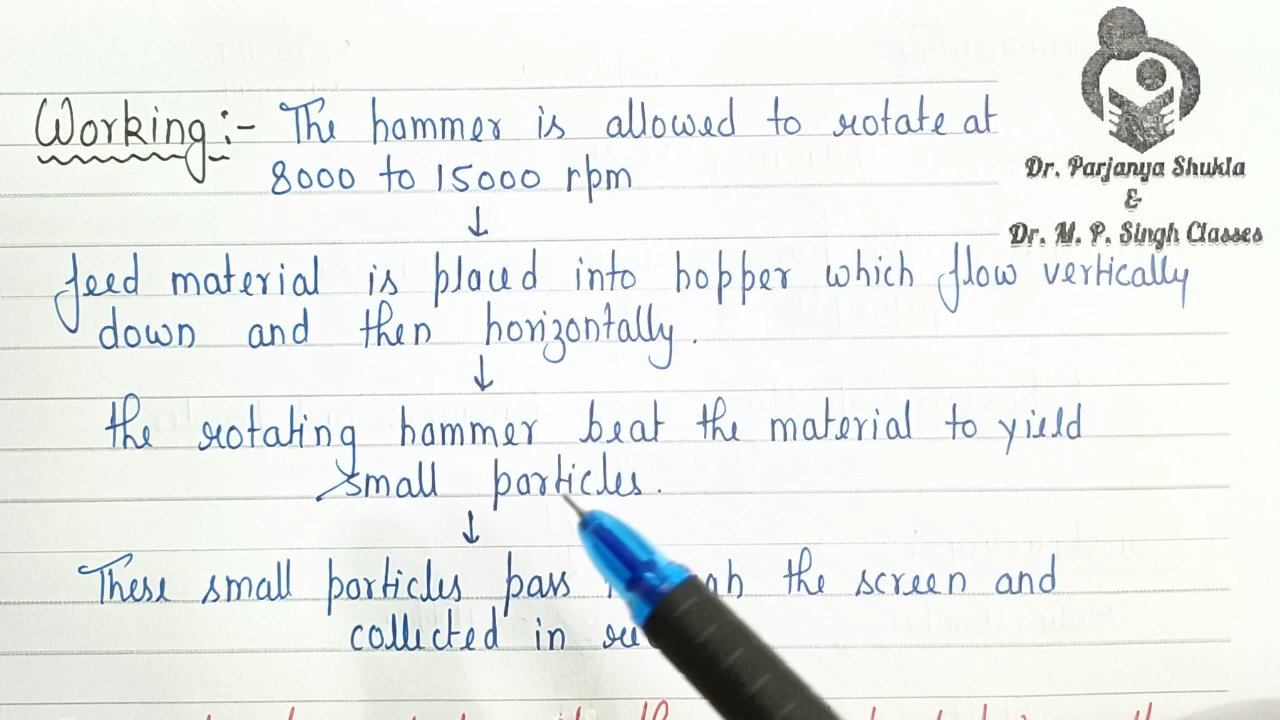 Working:- The hammer is allowed to rotate at
8000 to 15000 rpm
↓
feed material is placed into hopper which flow vertically
down and then horizontally.
↓
the rotating hammer beat the material to yield
small particles.
↓
These small particles pass the screen and
collected in
Dr. Parjanya Shukla
&
Dr. M. P. Singh Classes